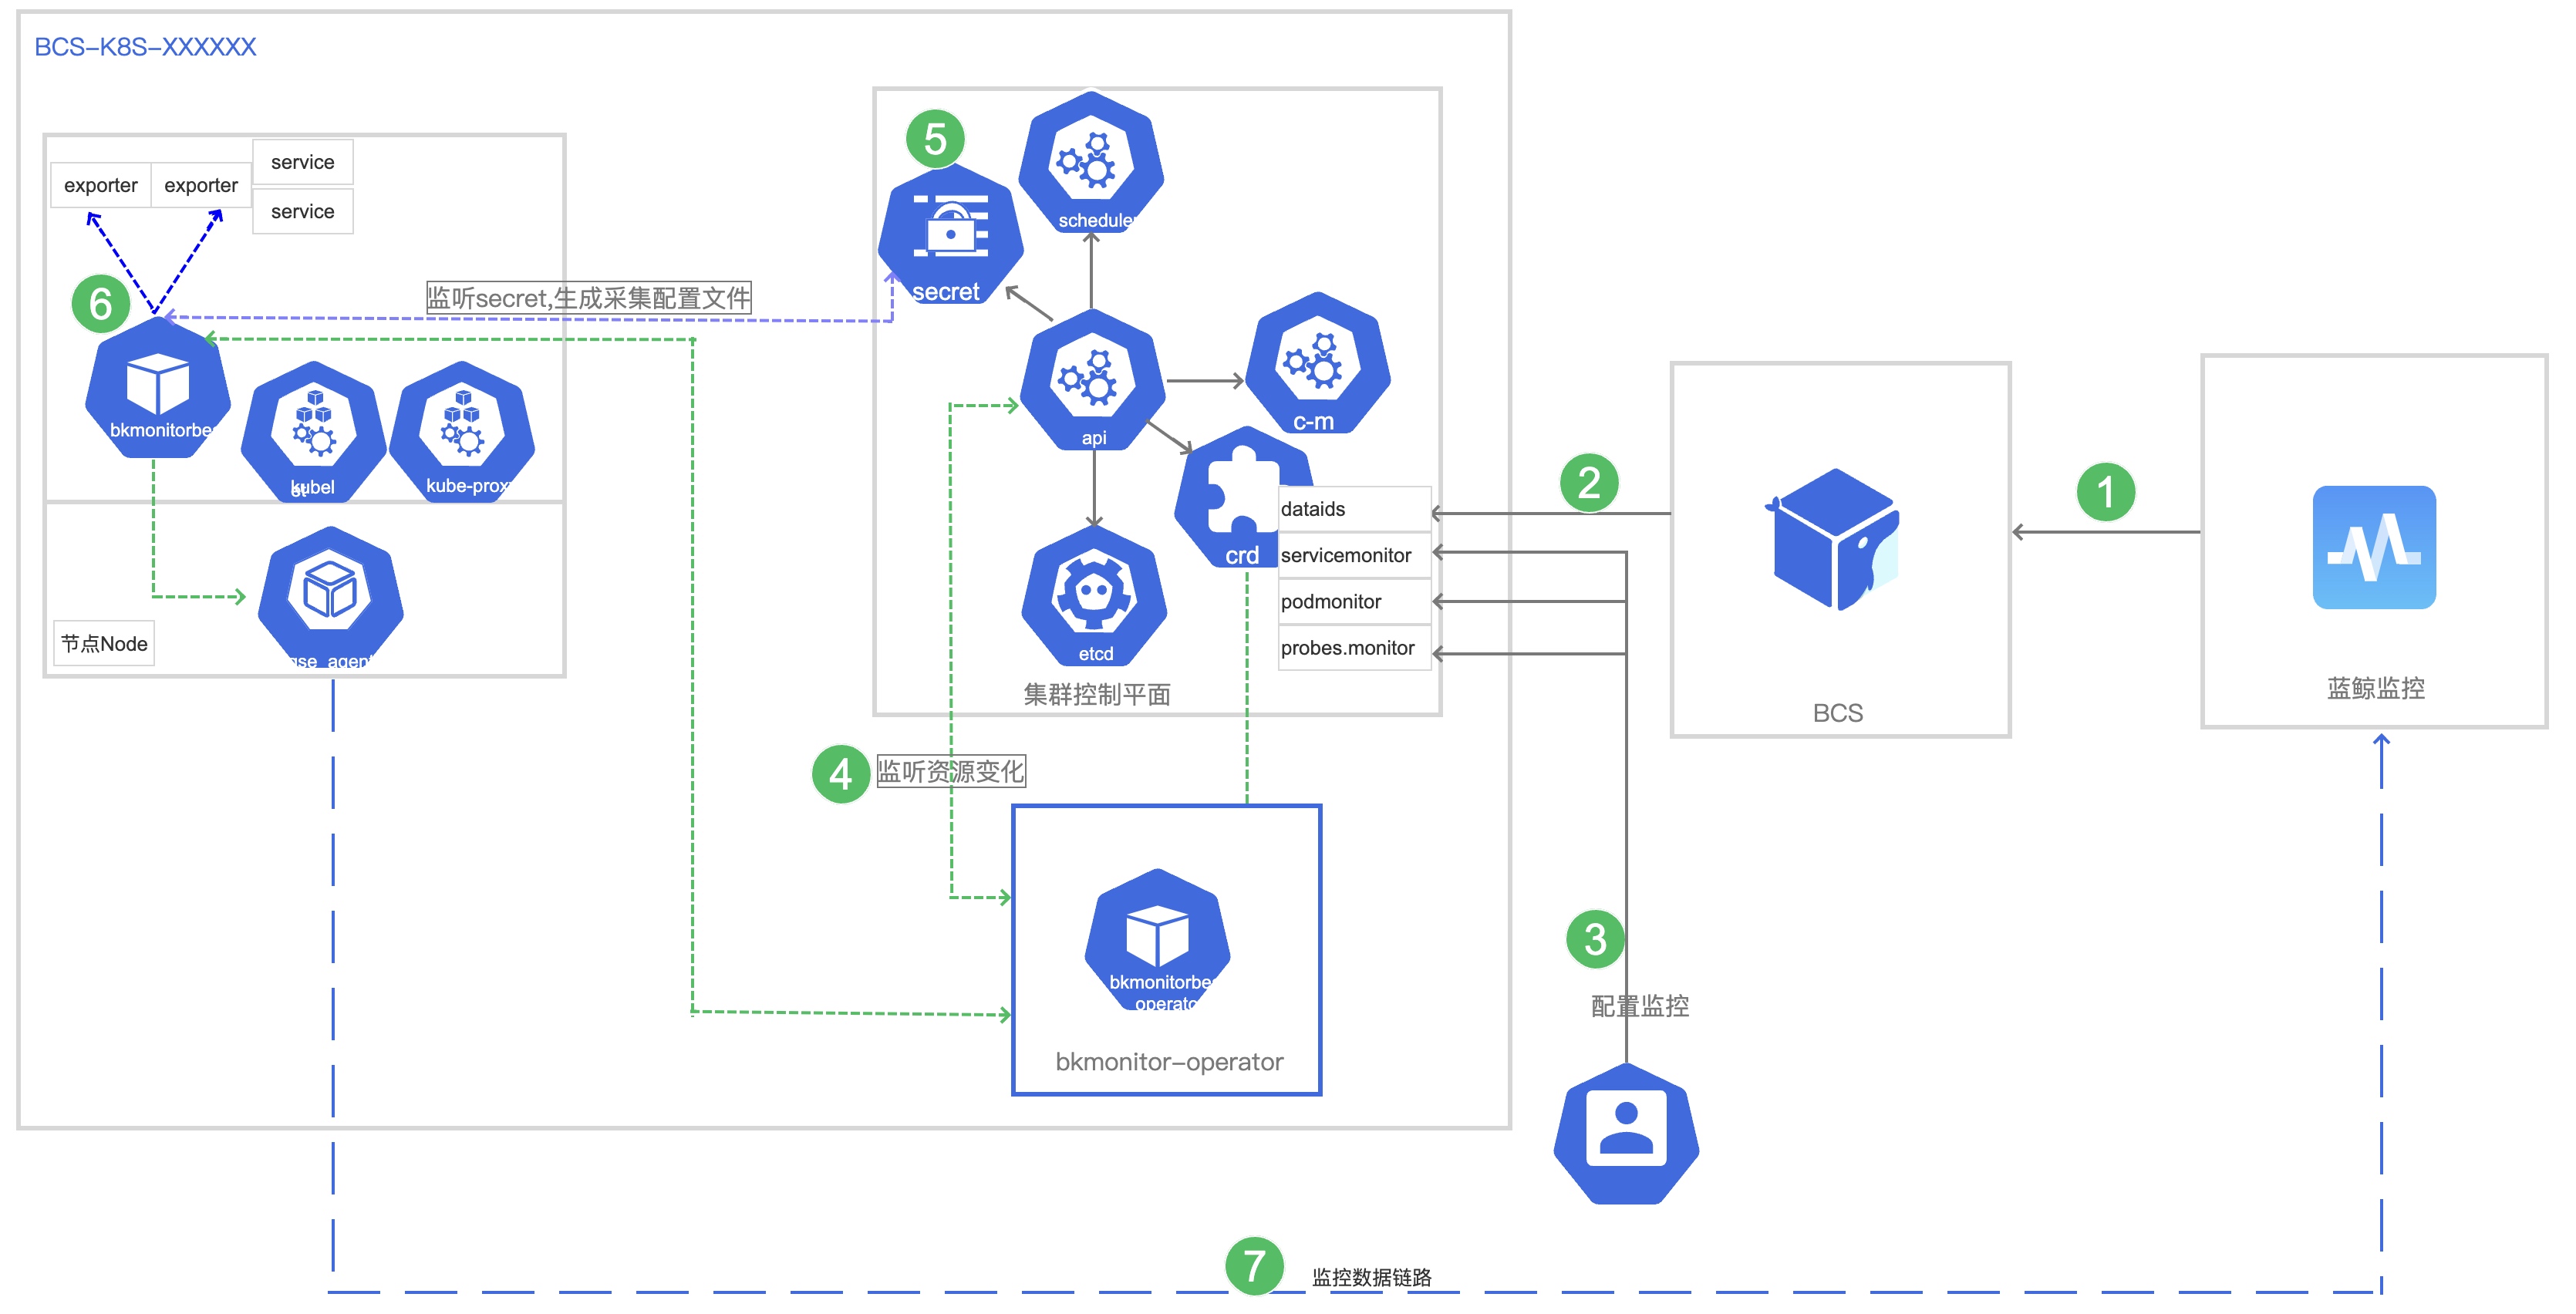 BCS-K8S-XXXXXX
service
exporter
exporter
service
5
scheduler
secret
监听secret,生成采集配置文件
6
bkmonitorbe
kubel
et
kube-proxy
api
c-m
crd
dataids
servicemonitor
podmonitor
probes.monitor
etcd
集群控制平面
节点Node
gse_agent
2
BCS
1
蓝鲸监控
4
监听资源变化
bkmonitorbe
operato
bkmonitor-operator
3
配置监控
7
监控数据链路